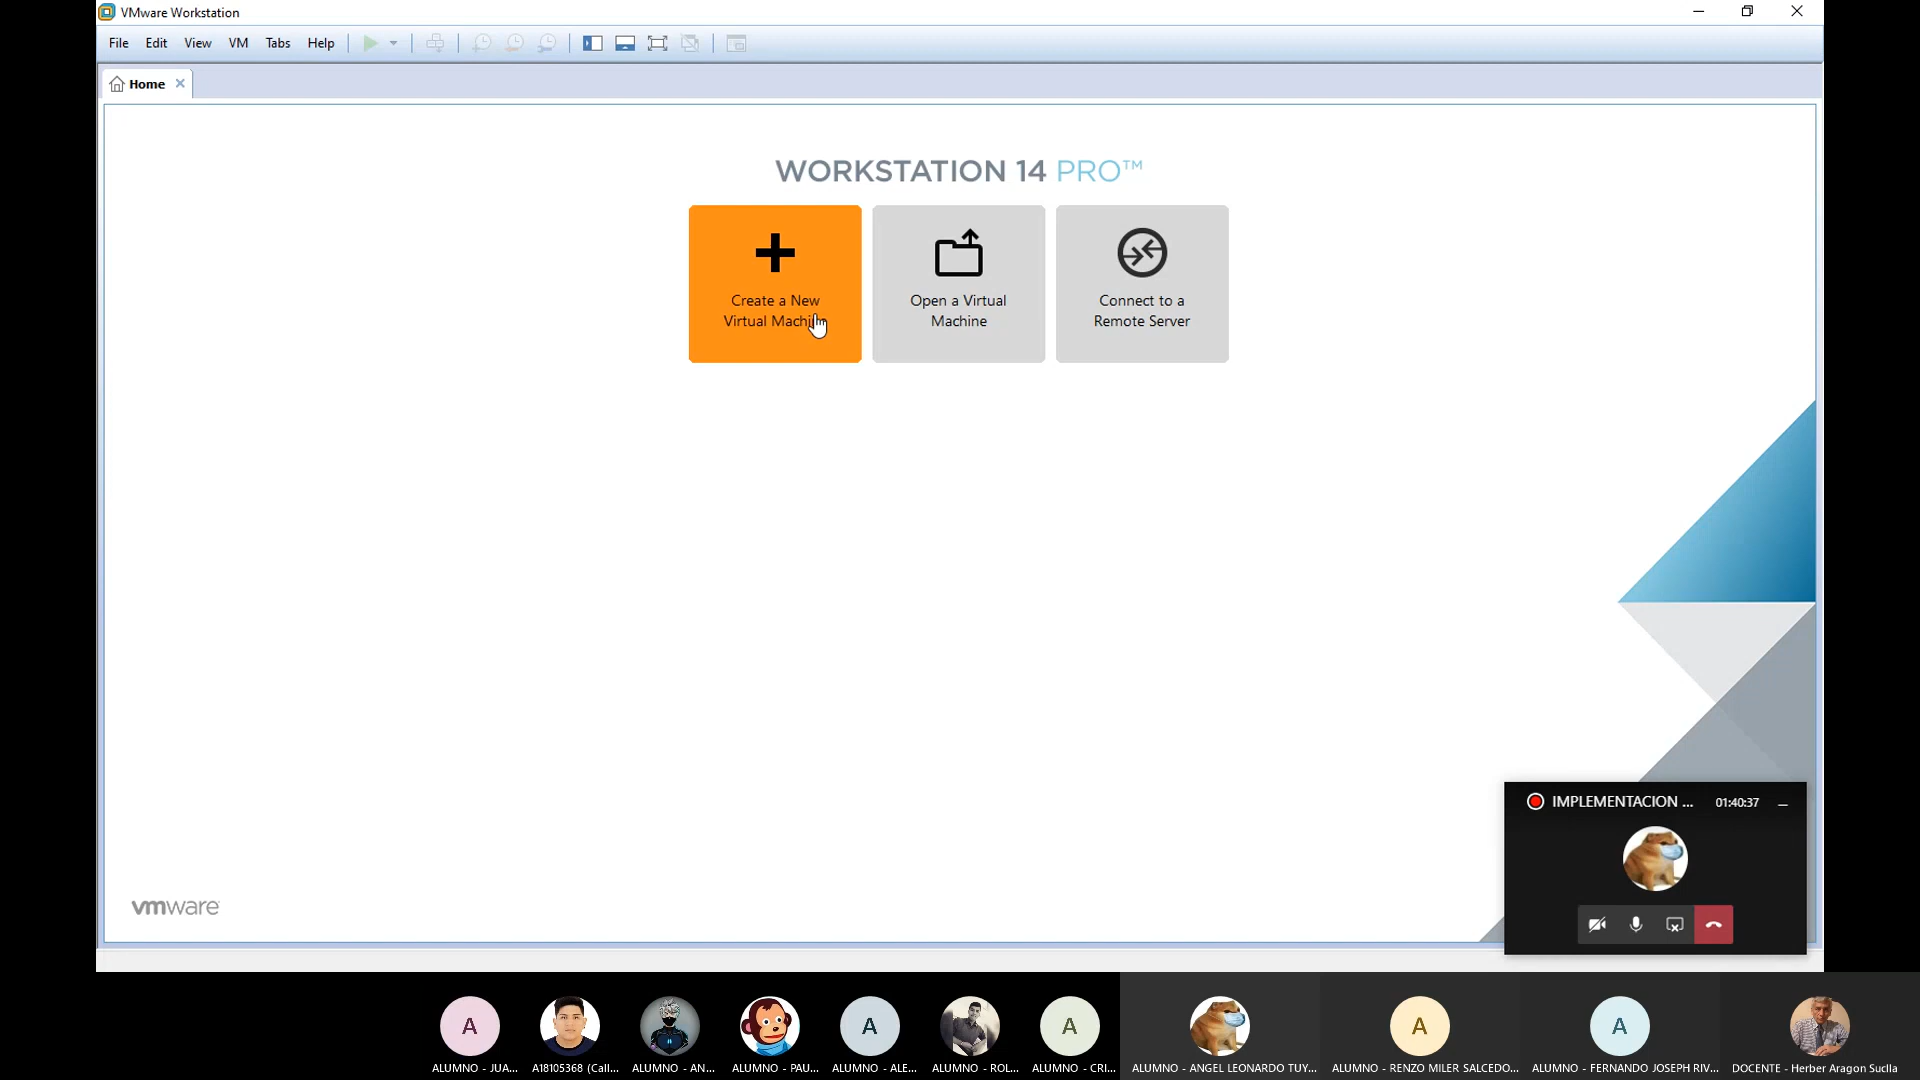 VMware Workstation
File Edit View VM Tabs Help
Home
WORKSTATION 14 PRO™
Create a New
Virtual Machine
Open a Virtual
Machine
Connect to a
Remote Server
vmware
IMPLEMENTACION ... 01:40:37
A
A
A
A
A
ALUMNO - JUA...
A18105368 (Call...
ALUMNO - AN...
ALUMNO - PAU...
ALUMNO - ALE...
ALUMNO - ROL...
ALUMNO - CRI...
ALUMNO - ANGEL LEONARDO TUY...
ALUMNO - RENZO MILER SALCEDO...
ALUMNO - FERNANDO JOSEPH RIV...
DOCENTE - Herber Aragon Suclla